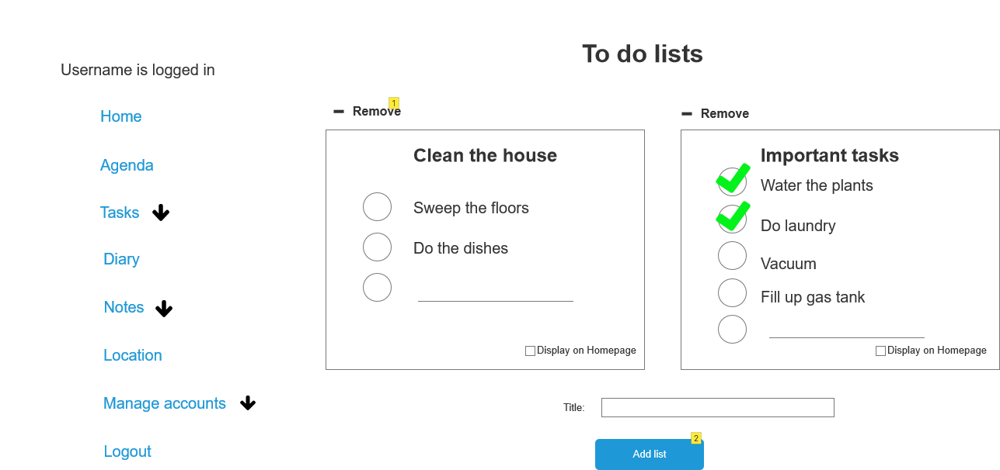 To do lists
Username is logged in
Home
Agenda
Tasks
Diary
Notes
Location
Manage accounts
Logout
1
Remove
Clean the house
Sweep the floors
Do the dishes
Display on Homepage
Remove
Important tasks
Water the plants
Do laundry
Vacuum
Fill up gas tank
Display on Homepage
Title:
2
Add list